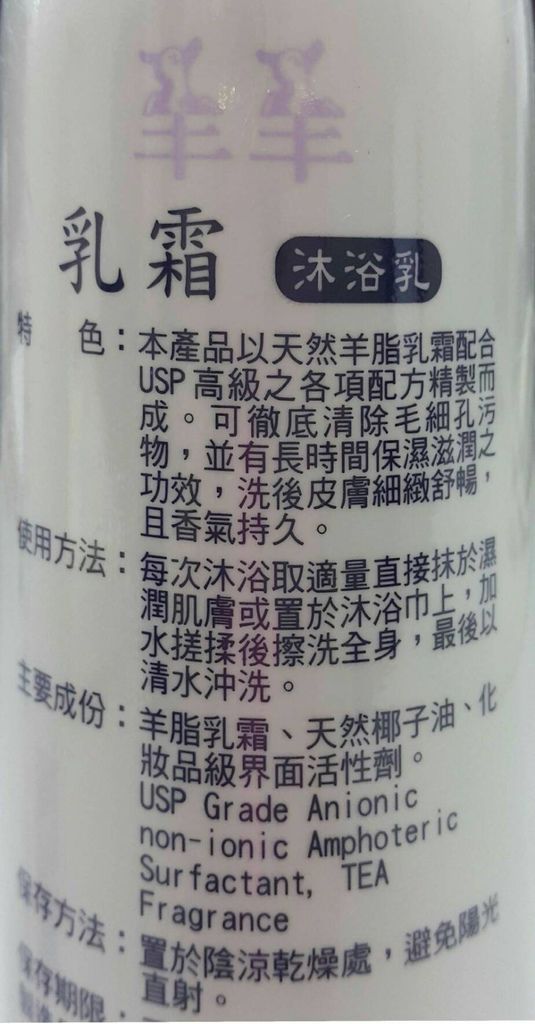 羊羊
乳霜 沐浴乳
特 色：本產品以天然羊脂乳霜配合
USP高級之各項配方精製而
成。可徹底清除毛細孔污
物，並有長時間保濕滋潤之
功效，洗後皮膚細緻舒暢，
且香氣持久。
使用方法：每次沐浴取適量直接抹於濕
潤肌膚或置於沐浴巾上，加
水搓揉後擦洗全身，最後以
清水沖洗。
主要成份：羊脂乳霜、天然椰子油、化
妝品級界面活性劑。
USP Grade Anionic
non-ionic Amphoteric
Surfactant, TEA
Fragrance
保存方法：置於陰涼乾燥處，避免陽光
直射。
保存期限：